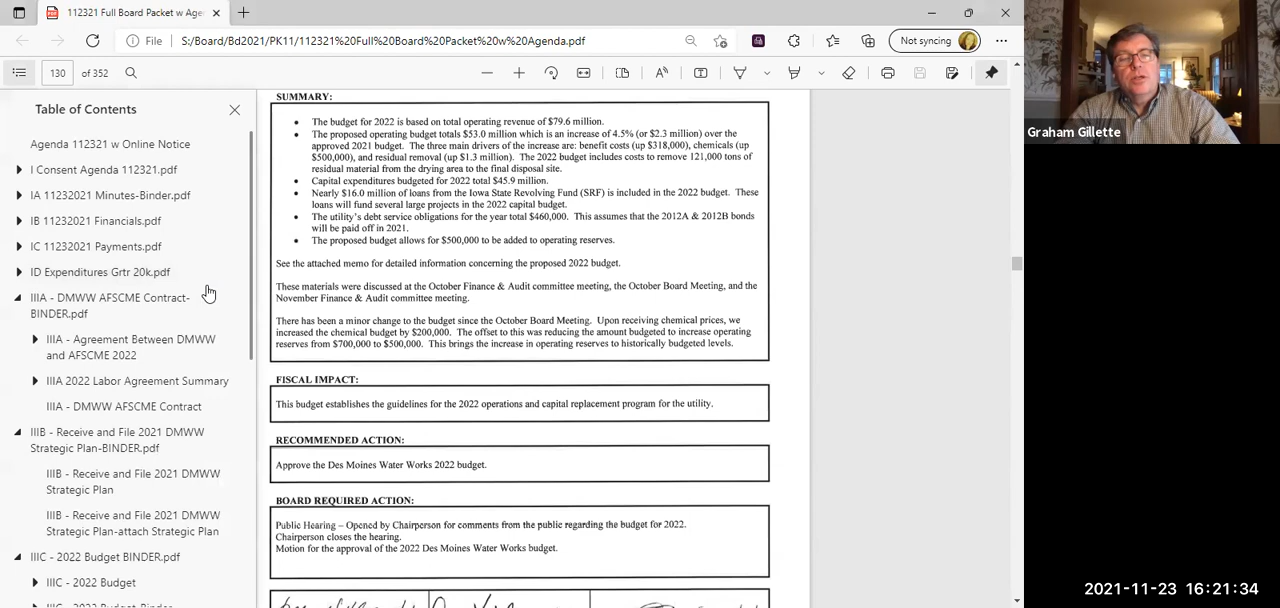 112321 Full Board Packet w Agen
File
S:/Board/Bd2021/PK11/112321%20Full%20Board%20Packet%20w%20Agenda.pdf
Not syncing
130
of 352
Table of Contents
Agenda 112321 w Online Notice
I Consent Agenda 112321.pdf
IA 11232021 Minutes-Binder.pdf
IB 11232021 Financials.pdf
IC 11232021 Payments.pdf
ID Expenditures Grtr 20k.pdf
IIIA - DMWW AFSCME Contract-
BINDER.pdf
IIIA - Agreement Between DMWW
and AFSCME 2022
IIIA 2022 Labor Agreement Summary
IIIA - DMWW AFSCME Contract
IIIB - Receive and File 2021 DMWW
Strategic Plan-BINDER.pdf
IIIB - Receive and File 2021 DMWW
Strategic Plan
IIIB - Receive and File 2021 DMWW
Strategic Plan-attach Strategic Plan
IIIC - 2022 Budget BINDER.pdf
IIIC - 2022 Budget
SUMMARY:
• The budget for 2022 is based on total operating revenue of $79.6 million.
• The proposed operating budget totals $53.0 million which is an increase of 4.5% (or $2.3 million) over the
approved 2021 budget. The three main drivers of the increase are: benefit costs (up $318,000), chemicals (up
$500,000), and residual removal (up $1.3 million). The 2022 budget includes costs to remove 121,000 tons of
residual material from the drying area to the final disposal site.
• Capital expenditures budgeted for 2022 total $45.9 million.
• Nearly $16.0 million of loans from the Iowa State Revolving Fund (SRF) is included in the 2022 budget. These
loans will fund several large projects in the 2022 capital budget.
• The utility's debt service obligations for the year total $460,000. This assumes that the 2012A & 2012B bonds
will be paid off in 2021.
• The proposed budget allows for $500,000 to be added to operating reserves.
See the attached memo for detailed information concerning the proposed 2022 budget.
These materials were discussed at the October Finance & Audit committee meeting, the October Board Meeting, and the
November Finance & Audit committee meeting.
There has been a minor change to the budget since the October Board Meeting. Upon receiving chemical prices, we
increased the chemical budget by $200,000. The offset to this was reducing the amount budgeted to increase operating
reserves from $700,000 to $500,000. This brings the increase in operating reserves to historically budgeted levels.
FISCAL IMPACT:
This budget establishes the guidelines for the 2022 operations and capital replacement program for the utility.
RECOMMENDED ACTION:
Approve the Des Moines Water Works 2022 budget.
BOARD REQUIRED ACTION:
Public Hearing – Opened by Chairperson for comments from the public regarding the budget for 2022.
Chairperson closes the hearing.
Motion for the approval of the 2022 Des Moines Water Works budget.
Graham Gillette
2021-11-23 16:21:34